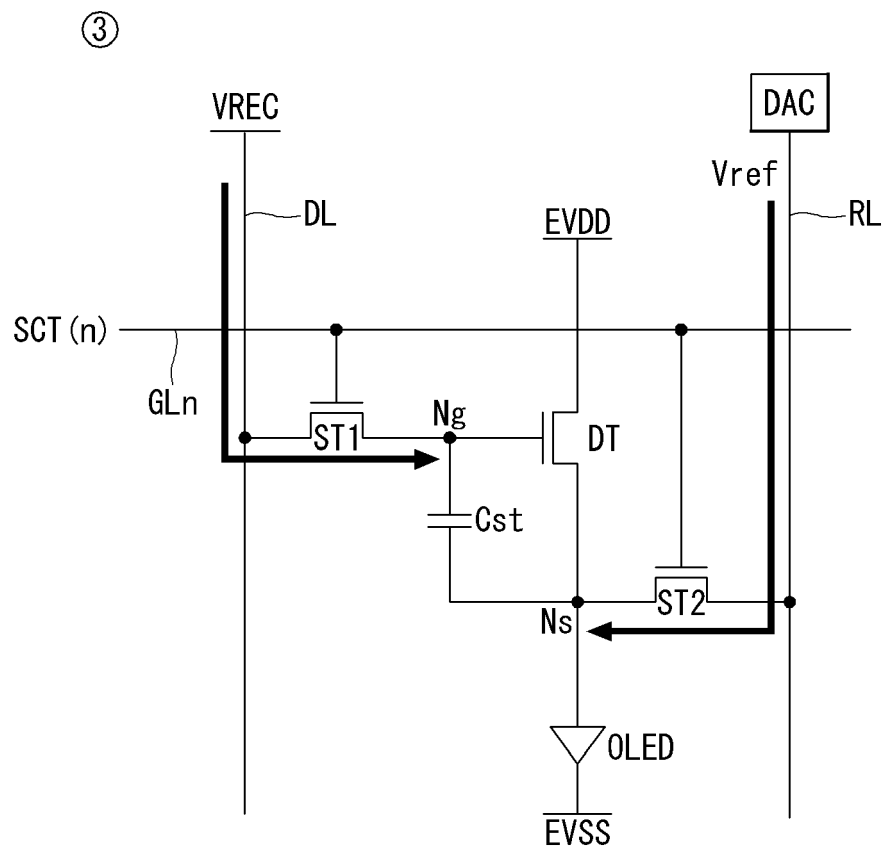 ③
VREC
DAC
Vref
DL
EVDD
RL
SCT(n)
GLn
ST1
Ng
DT
Cst
ST2
Ns
OLED
EVSS